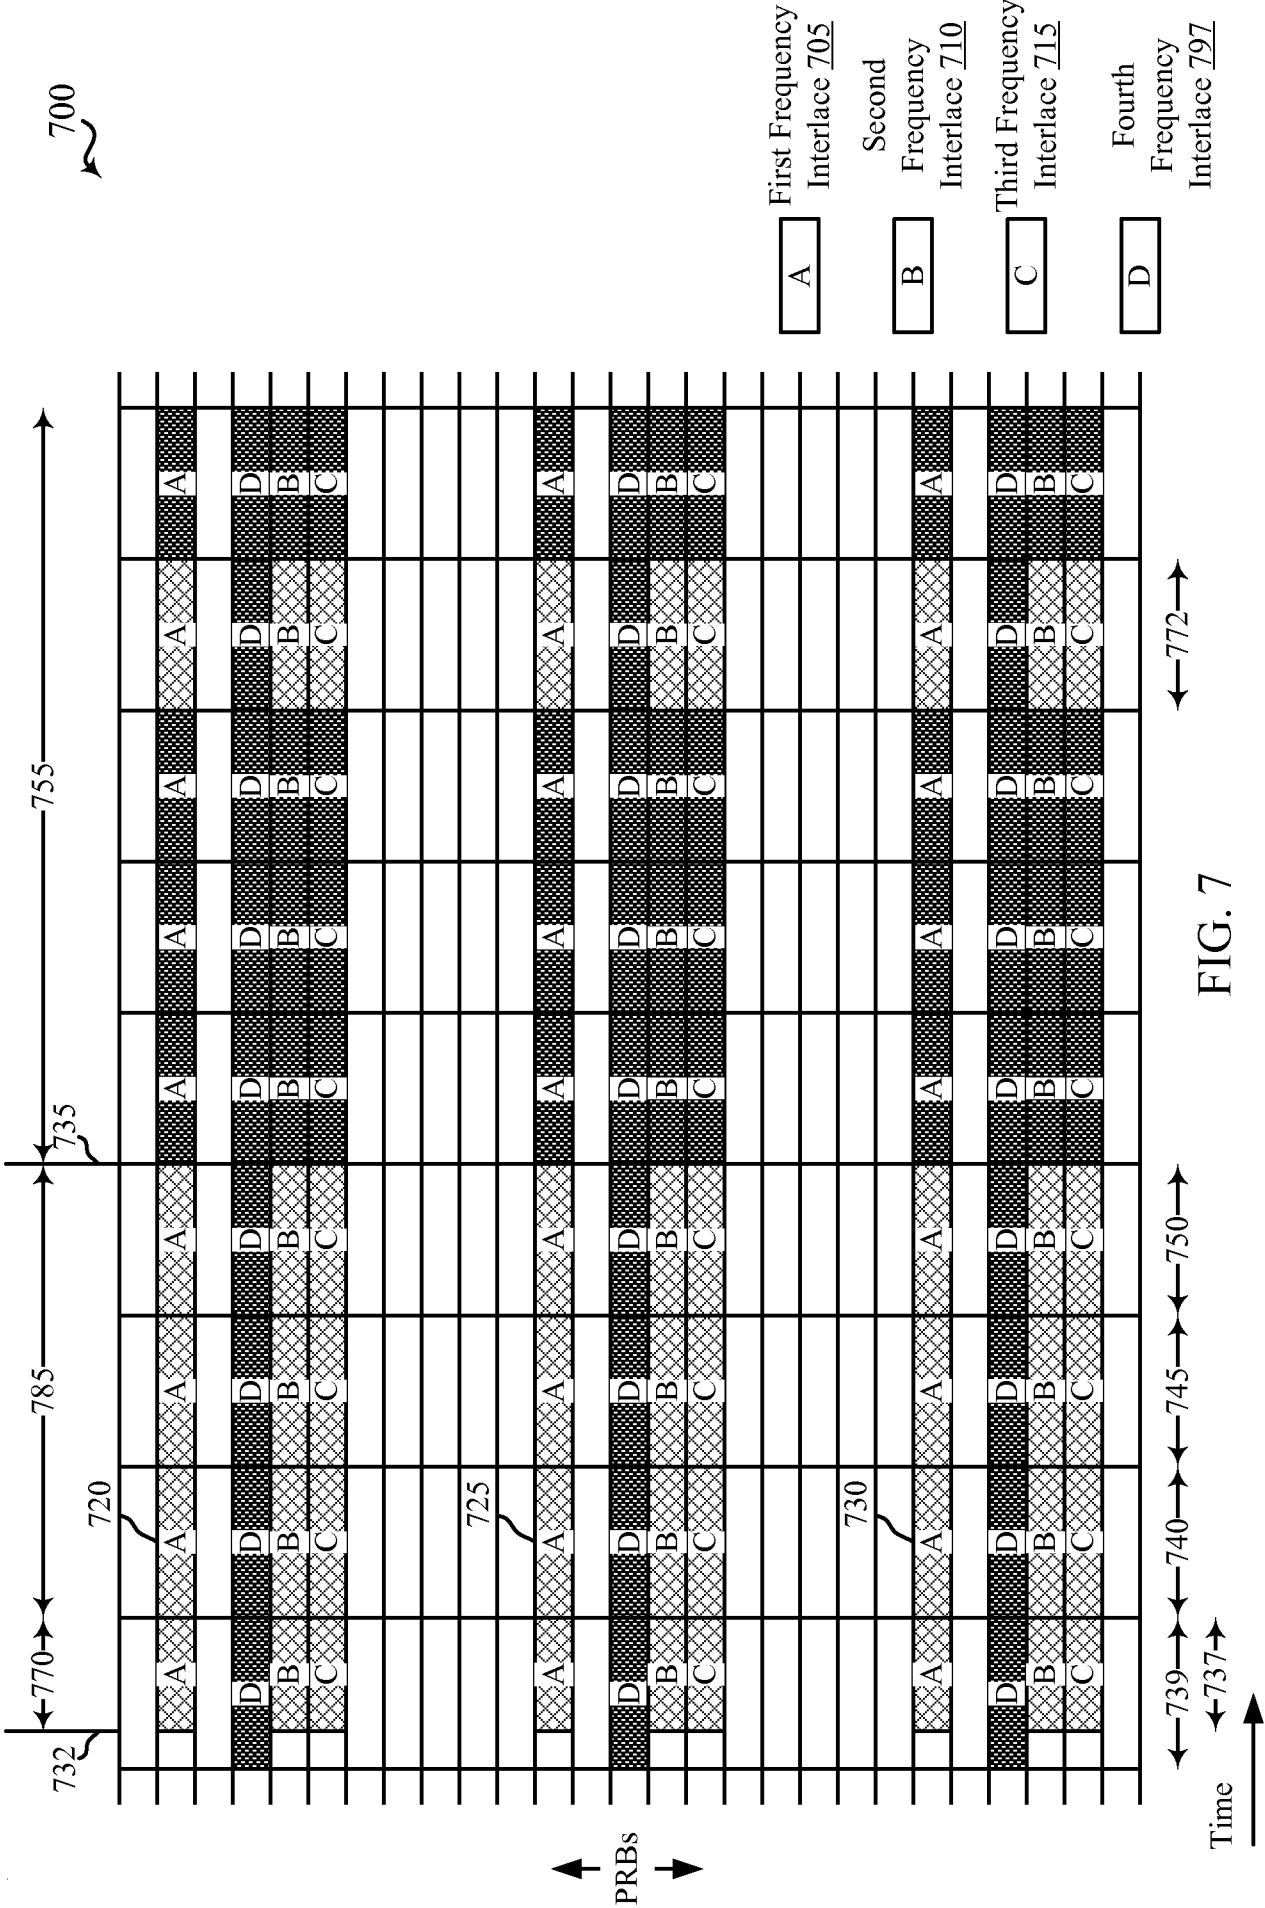 770 785 755
700
732 735
720
A A A A A A A A A
D D D D D D D D D
B B B B B B B B B
C C C C C C C C C
725
A A A A A A A A A
D D D D D D D D D
B B B B B B B B B
C C C C C C C C C
PRBs
730
A A A A A A A A A
D D D D D D D D D
B B B B B B B B B
C C C C C C C C C
739 740 745 750 772
737
Time
A
First Frequency
Interlace 705
B
Second
Frequency
Interlace 710
C
Third Frequency
Interlace 715
D
Fourth
Frequency
Interlace 797
FIG. 7